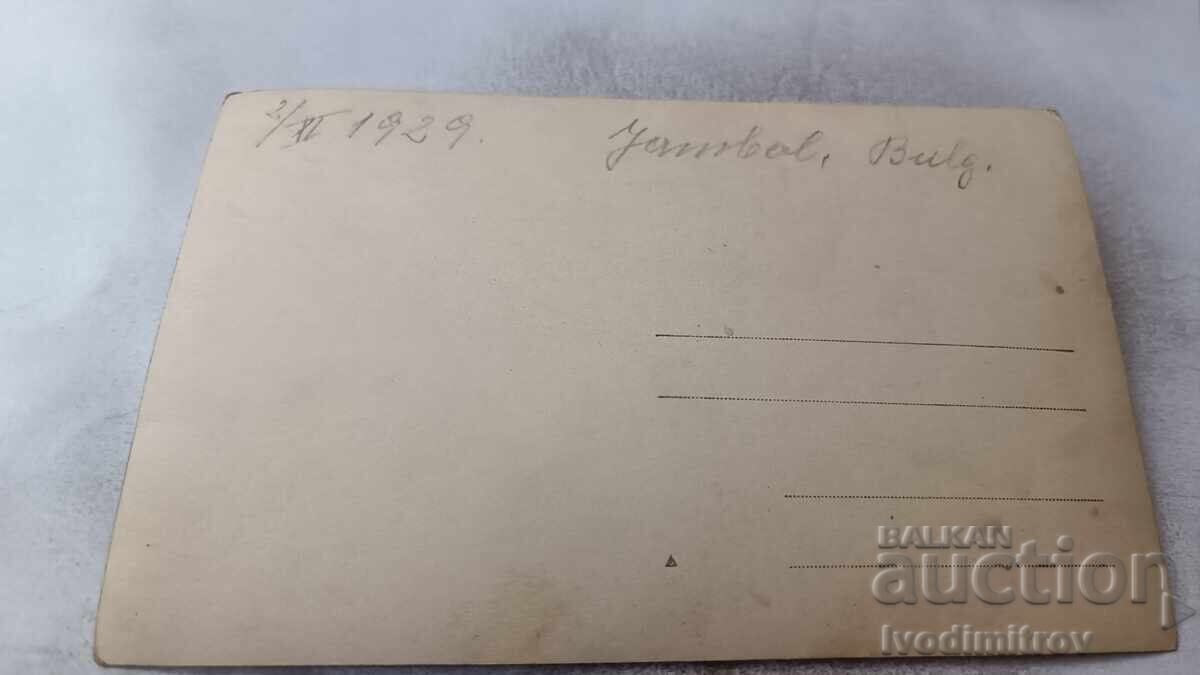 2/XI 1929. Jambol, Bulg.
BALKAN
auction
Ivodimitrov